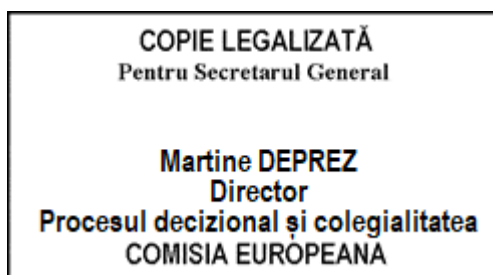 COPIE LEGALIZATĂ
Pentru Secretarul General
Martine DEPREZ
Director
Procesul decizional și colegialitatea
COMISIA EUROPEANA